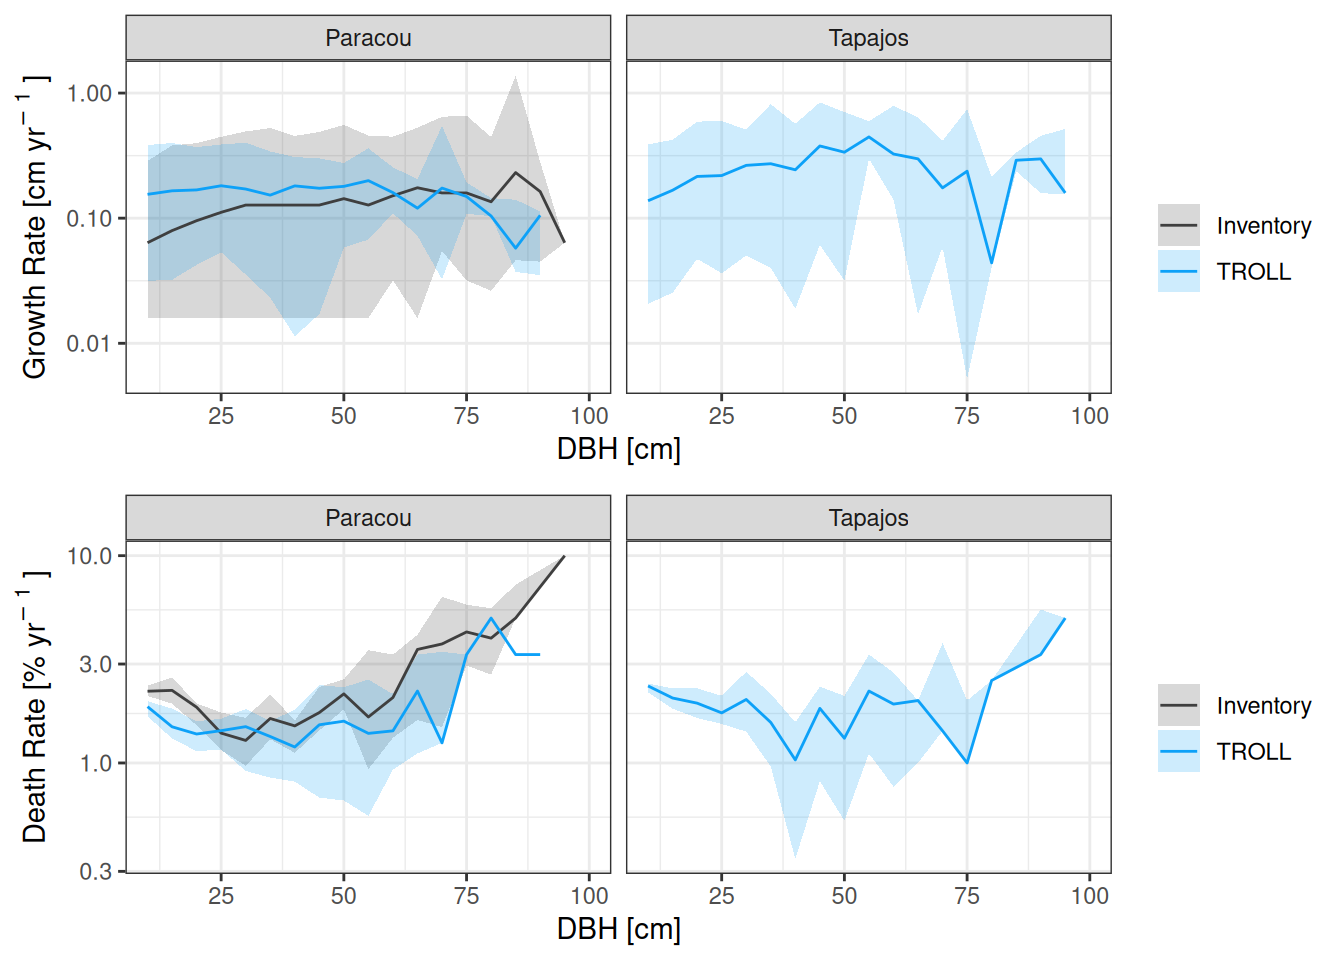 Paracou
Tapajos
Growth Rate [cm yr⁻¹]
1.00
0.10
0.01
25 50 75 100
25 50 75 100
DBH [cm]
Inventory
TROLL
Paracou
Tapajos
Death Rate [% yr⁻¹]
10.0
3.0
1.0
0.3
25 50 75 100
25 50 75 100
DBH [cm]
Inventory
TROLL